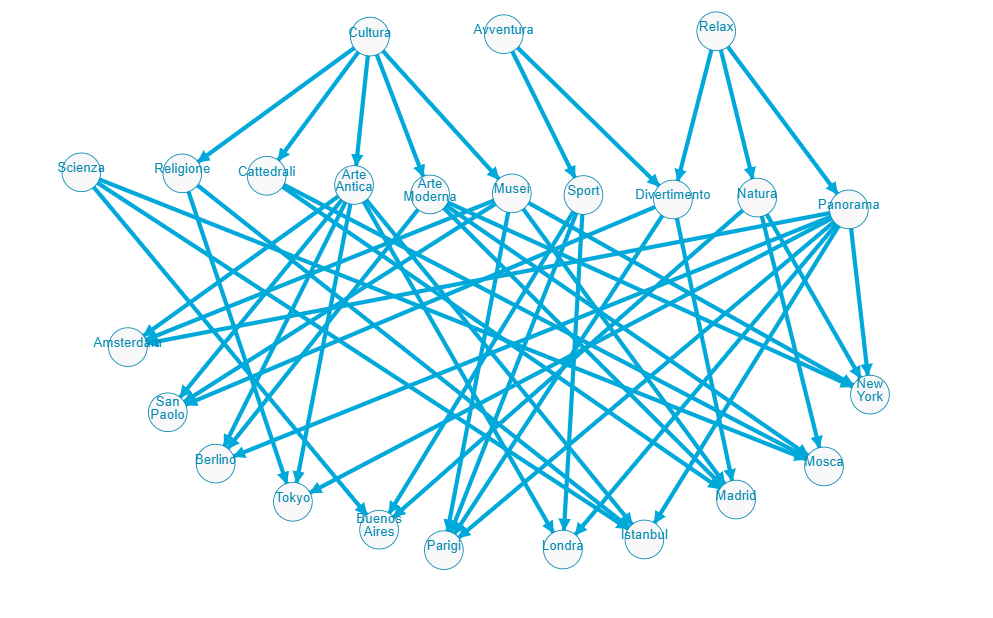 Cultura
Avventura
Relax
Scienza
Religione
Cattedrali
Arte
Antica
Arte
Moderna
Musei
Sport
Divertimento
Natura
Panorama
Amsterdam
San
Paolo
Berlino
Tokyo
Buenos
Aires
Parigi
Londra
Istanbul
Madrid
Mosca
New
York